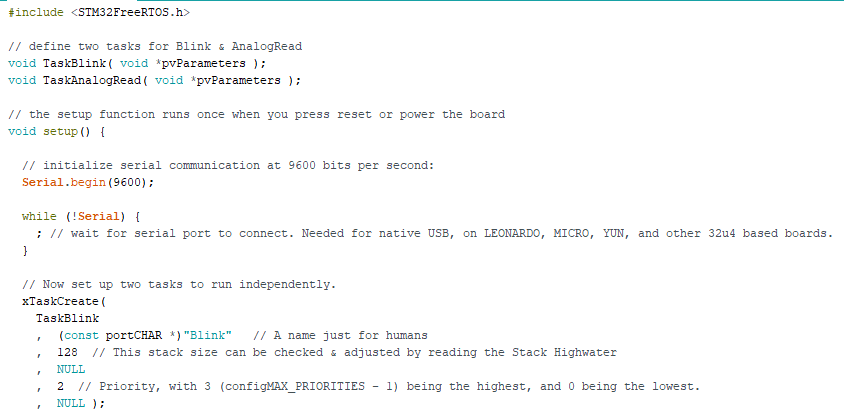 #include <STM32FreeRTOS.h>
// define two tasks for Blink & AnalogRead
void TaskBlink( void *pvParameters );
void TaskAnalogRead( void *pvParameters );
// the setup function runs once when you press reset or power the board
void setup() {
// initialize serial communication at 9600 bits per second:
Serial.begin(9600);
while (!Serial) {
; // wait for serial port to connect. Needed for native USB, on LEONARDO, MICRO, YUN, and other 32u4 based boards.
}
// Now set up two tasks to run independently.
xTaskCreate(
TaskBlink
, (const portCHAR *)"Blink" // A name just for humans
, 128 // This stack size can be checked & adjusted by reading the Stack Highwater
, NULL
, 2 // Priority, with 3 (configMAX_PRIORITIES - 1) being the highest, and 0 being the lowest.
, NULL );